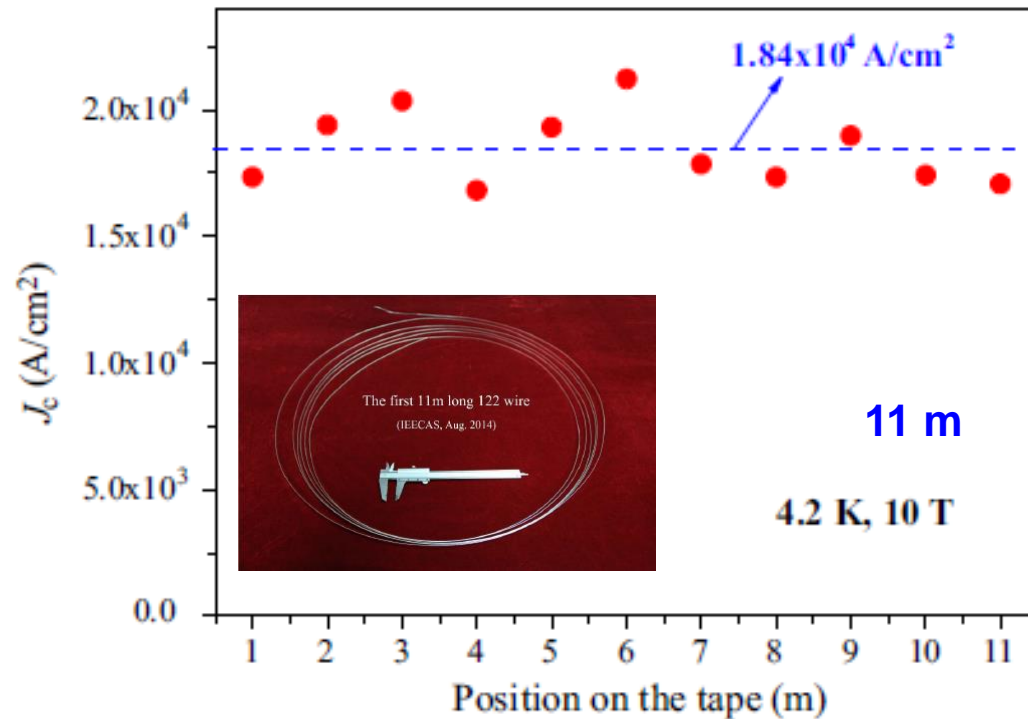 1.84x10⁴ A/cm²
2.0x10⁴
1.5x10⁴
J_c (A/cm²)
1.0x10⁴
The first 11m long 122 wire
(IEECAS, Aug. 2014)
11 m
5.0x10³
4.2 K, 10 T
0.0
1 2 3 4 5 6 7 8 9 10 11
Position on the tape (m)